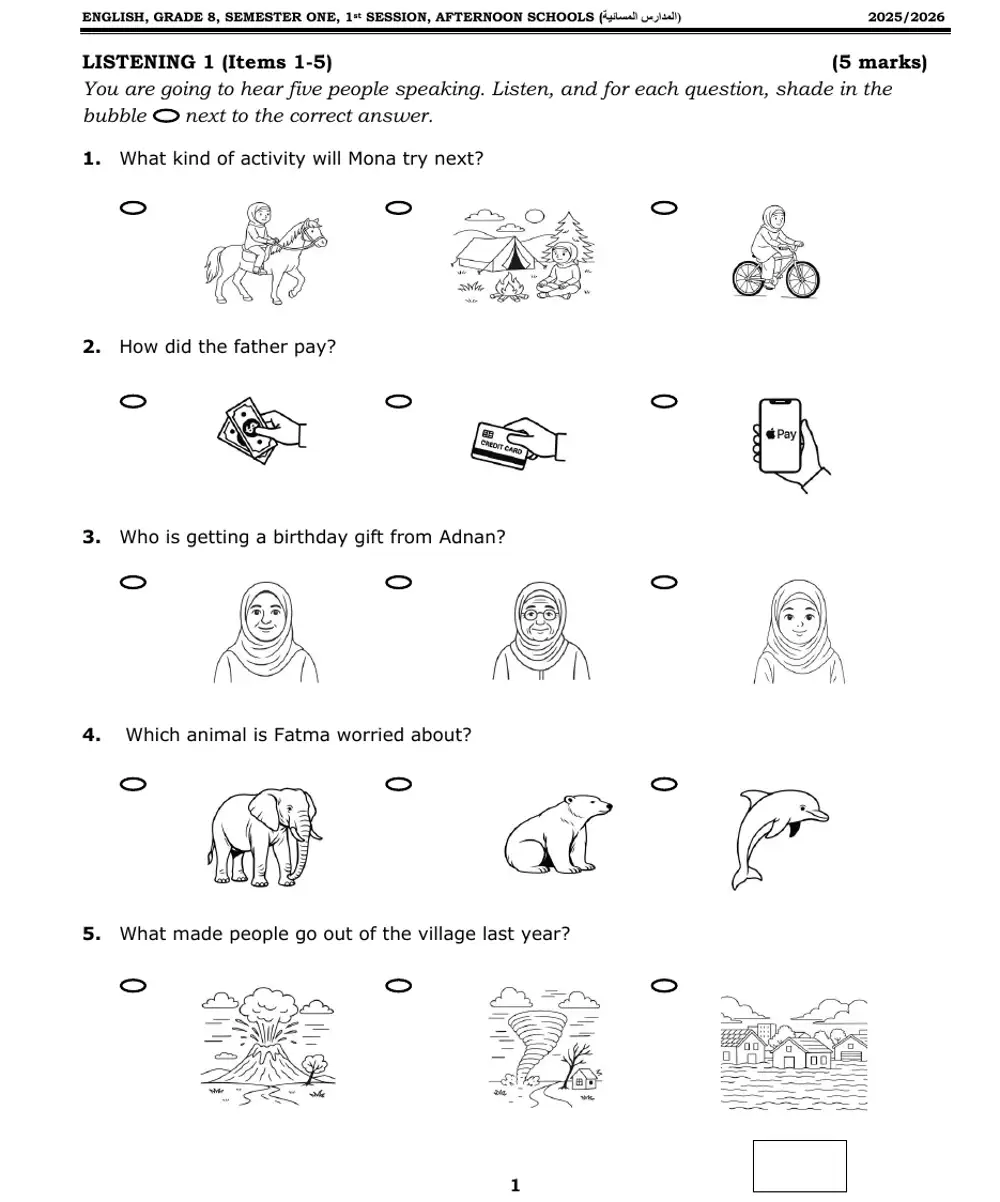 ENGLISH, GRADE 8, SEMESTER ONE, 1st SESSION, AFTERNOON SCHOOLS (المدارس المسائية) 2025/2026
LISTENING 1 (Items 1-5) (5 marks)
You are going to hear five people speaking. Listen, and for each question, shade in the
bubble next to the correct answer.
1. What kind of activity will Mona try next?
2. How did the father pay?
CREDIT CARD
Pay
3. Who is getting a birthday gift from Adnan?
4. Which animal is Fatma worried about?
5. What made people go out of the village last year?
1